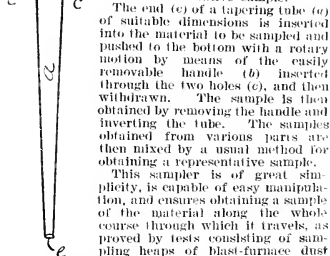 The end (e) of a tapering tube (a)
of suitable dimensions is inserted
into the material to be sampled and
pushed to the bottom with a rotary
motion by means of the easily
removable handle (b) inserted
through the two holes (c), and then
withdrawn. The sample is then
obtained by removing the handle and
inverting the tube. The samples
obtained from various parts are
then mixed by a usual method for
obtaining a representative sample.
This sampler is of great sim-
plicity, is capable of easy manipula-
tion, and ensures obtaining a sample
of the material along the whole
course through which it travels, as
proved by tests consisting of sam-
pling heaps of blast-furnace dust
c
a
e